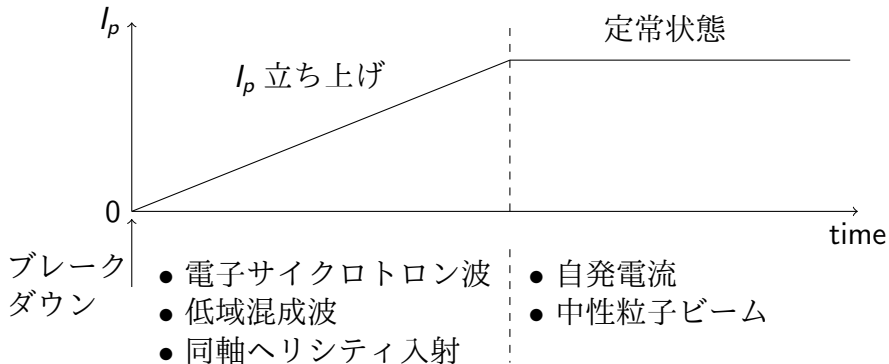 I_p
定常状態
I_p 立ち上げ
0
time
ブレーク
ダウン
• 電子サイクロトロン波
• 低域混成波
• 同軸ヘリシティ入射
• 自発電流
• 中性粒子ビーム